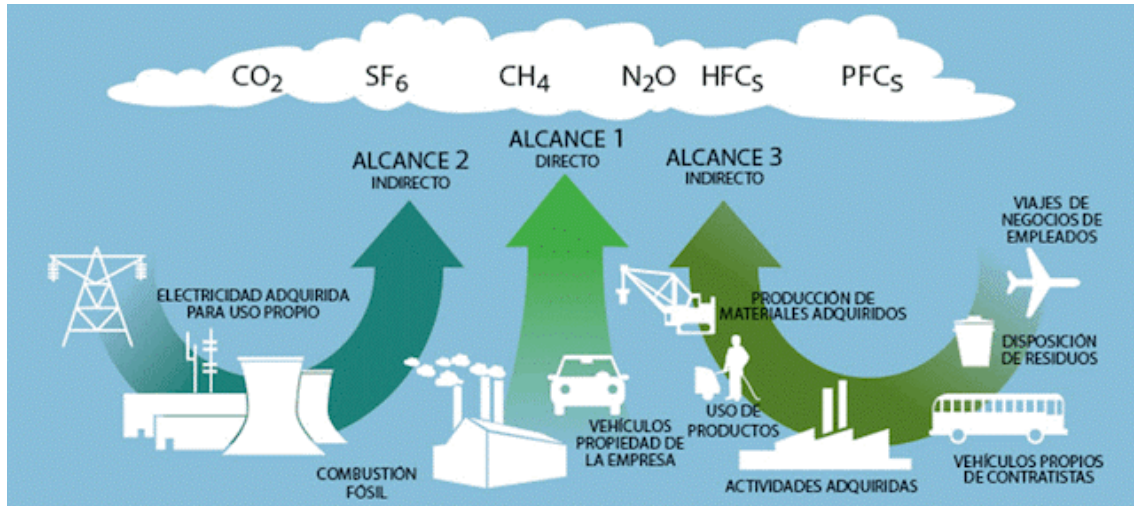 CO2 SF6 CH4 N2O HFCS PFCS
ALCANCE 2
INDIRECTO
ALCANCE 1
DIRECTO
ALCANCE 3
INDIRECTO
VIAJES DE
NEGOCIOS DE
EMPLEADOS
ELECTRICIDAD ADQUIRIDA
PARA USO PROPIO
PRODUCCIÓN DE
MATERIALES ADQUIRIDOS
DISPOSICIÓN
DE RESIDUOS
COMBUSTIÓN
FÓSIL
VEHÍCULOS
PROPIEDAD DE
LA EMPRESA
USO DE
PRODUCTOS
ACTIVIDADES ADQUIRIDAS
VEHÍCULOS PROPIOS
DE CONTRATISTAS